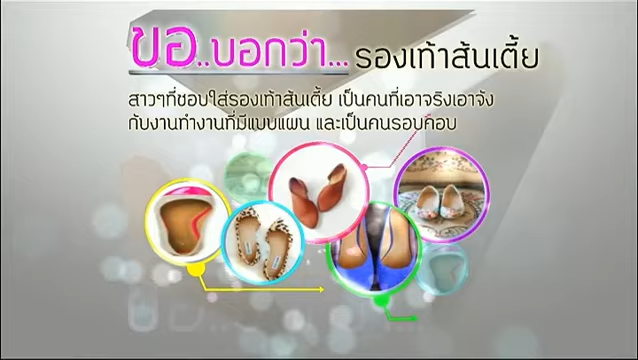 ขอ..บอกว่า... รองเท้าส้นเตี้ย
สาวๆที่ชอบใส่รองเท้าส้นเตี้ย เป็นคนที่เอาจริงเอาจัง
กับงานทำงานที่มีแบบแผน และเป็นคนรอบคอบ